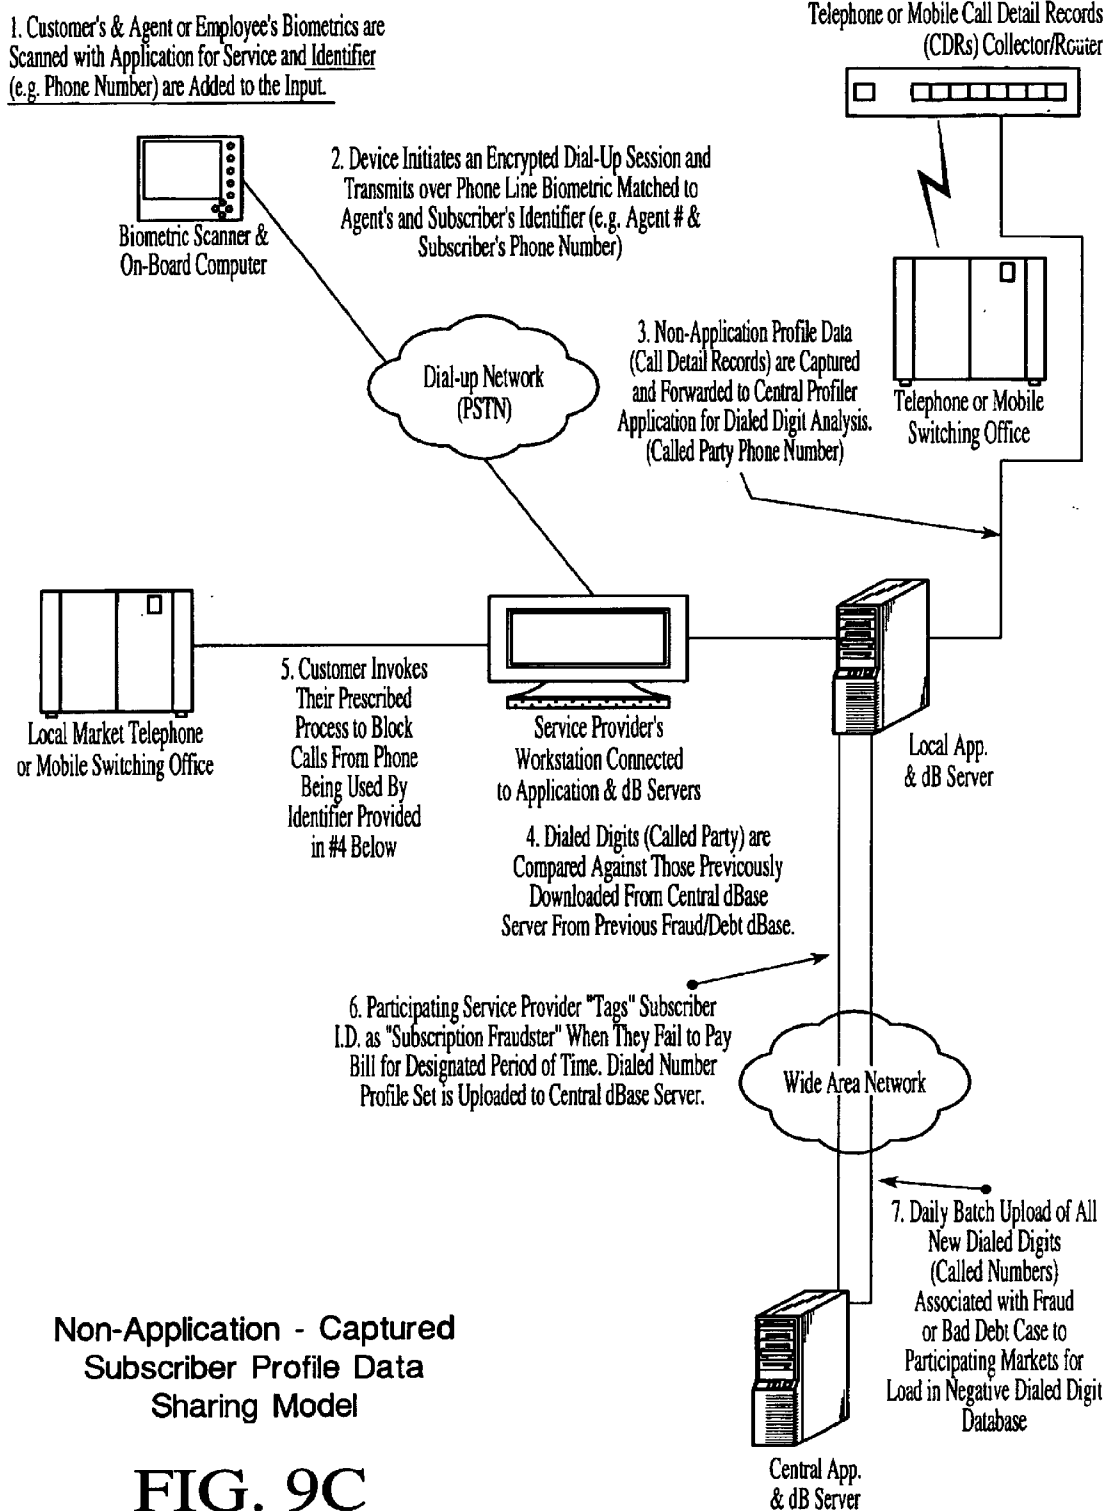 1. Customer's & Agent or Employee's Biometrics are
Scanned with Application for Service and Identifier
(e.g. Phone Number) are Added to the Input.
Telephone or Mobile Call Detail Records
(CDRs) Collector/Router
2. Device Initiates an Encrypted Dial-Up Session and
Transmits over Phone Line Biometric Matched to
Agent's and Subscriber's Identifier (e.g. Agent # &
Subscriber's Phone Number)
Biometric Scanner &
On-Board Computer
Dial-up Network
(PSTN)
3. Non-Application Profile Data
(Call Detail Records) are Captured
and Forwarded to Central Profiler
Application for Dialed Digit Analysis.
(Called Party Phone Number)
Telephone or Mobile
Switching Office
Local Market Telephone
or Mobile Switching Office
5. Customer Invokes
Their Prescribed
Process to Block
Calls From Phone
Being Used By
Identifier Provided
in #4 Below
Service Provider's
Workstation Connected
to Application & dB Servers
Local App.
& dB Server
4. Dialed Digits (Called Party) are
Compared Against Those Previcously
Downloaded From Central dBase
Server From Previous Fraud/Debt dBase.
6. Participating Service Provider "Tags" Subscriber
I.D. as "Subscription Fraudster" When They Fail to Pay
Bill for Designated Period of Time. Dialed Number
Profile Set is Uploaded to Central dBase Server.
Wide Area Network
7. Daily Batch Upload of All
New Dialed Digits
(Called Numbers)
Associated with Fraud
or Bad Debt Case to
Participating Markets for
Load in Negative Dialed Digit
Database
Central App.
& dB Server
Non-Application - Captured
Subscriber Profile Data
Sharing Model
FIG. 9C